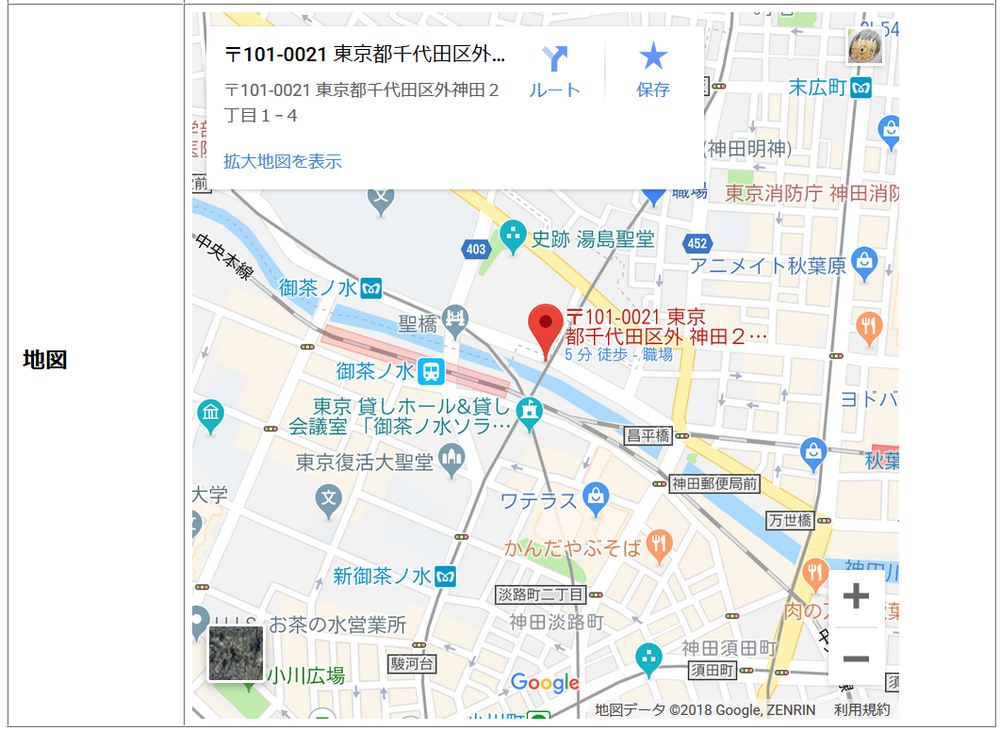 地図
〒101-0021 東京都千代田区外...
〒101-0021 東京都千代田区外神田２
丁目１−４
拡大地図を表示
ルート
保存
末広町
(神田明神)
職場
東京消防庁 神田消防
403
史跡 湯島聖堂
452
アニメイト秋葉原
中央本線
御茶ノ水
聖橋
〒101-0021 東京
都千代田区外 神田２…
5 分 徒歩 - 職場
御茶ノ水
東京 貸しホール&貸し
会議室 「御茶ノ水ソラ…
ヨドバ
昌平橋
東京復活大聖堂
秋葉
大学
文
文
神田郵便局前
ワテラス
万世橋
かんだやぶそば
神田川
新御茶ノ水
淡路町二丁目
神田淡路町
肉の
お茶の水営業所
神田須田町
駿河台
須田町
小川広場
Google
小川町
地図データ ©2018 Google, ZENRIN
利用規約